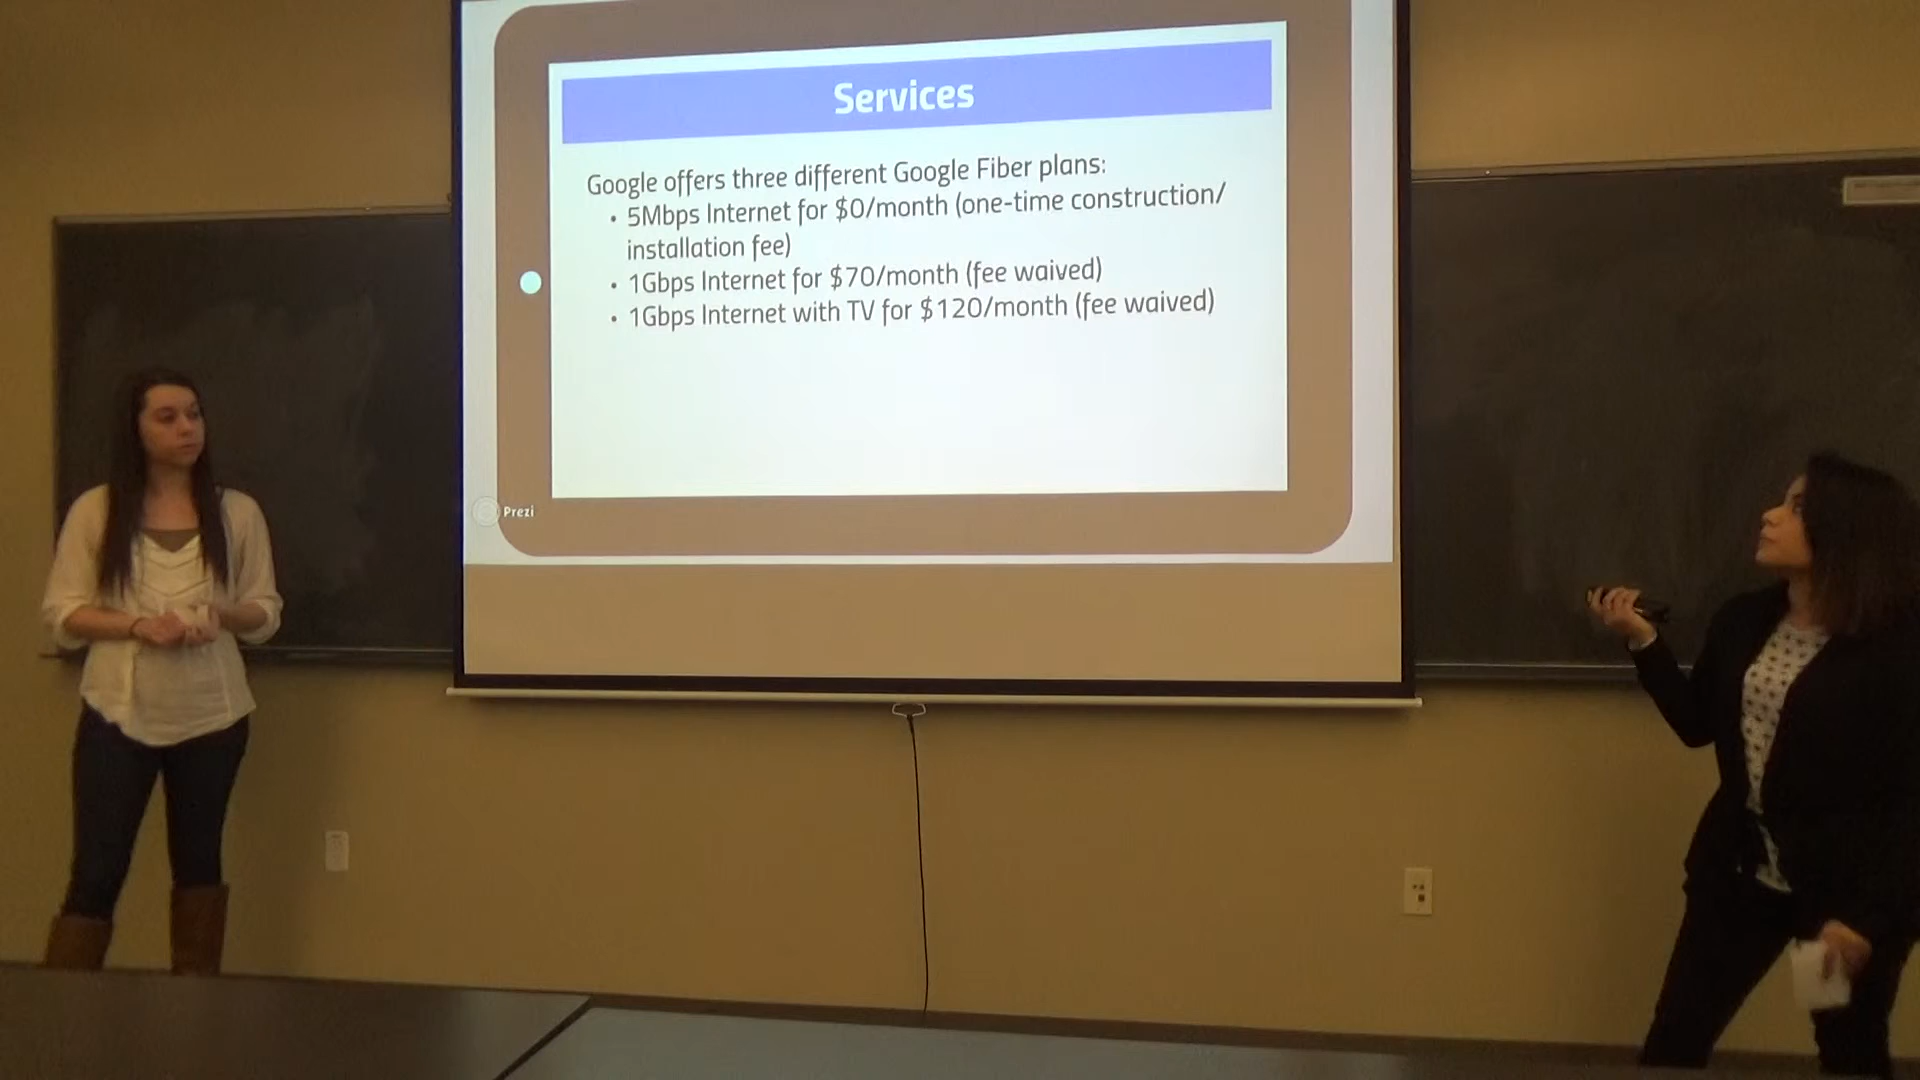 Services
Google offers three different Google Fiber plans:
• 5Mbps Internet for $0/month (one-time construction/
installation fee)
• 1Gbps Internet for $70/month (fee waived)
• 1Gbps Internet with TV for $120/month (fee waived)
Prezi